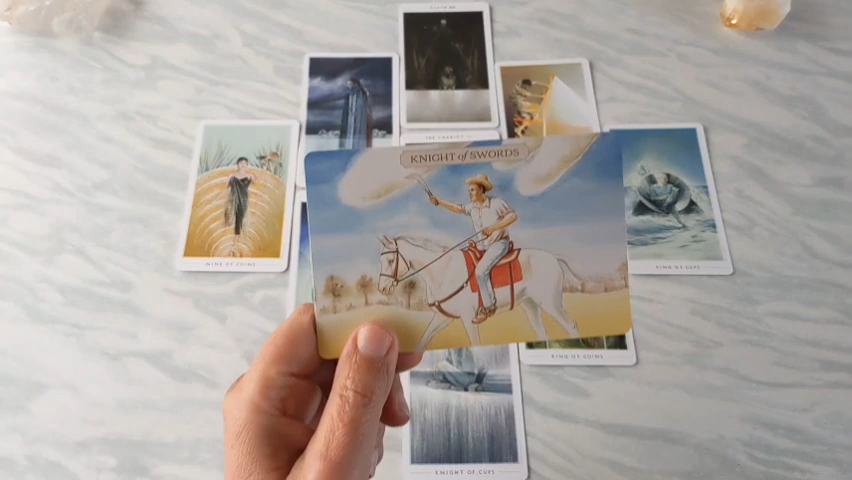 THE CHARIOT
KNIGHT of SWORDS
NINE OF COINS
KING OF CUPS
KING OF COINS
KNIGHT OF CUPS